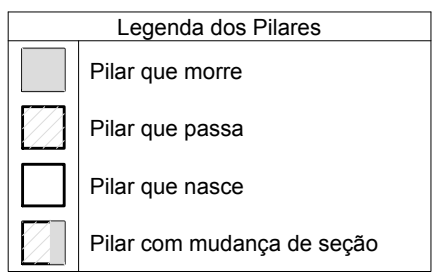 Legenda dos Pilares
Pilar que morre
Pilar que passa
Pilar que nasce
Pilar com mudança de seção